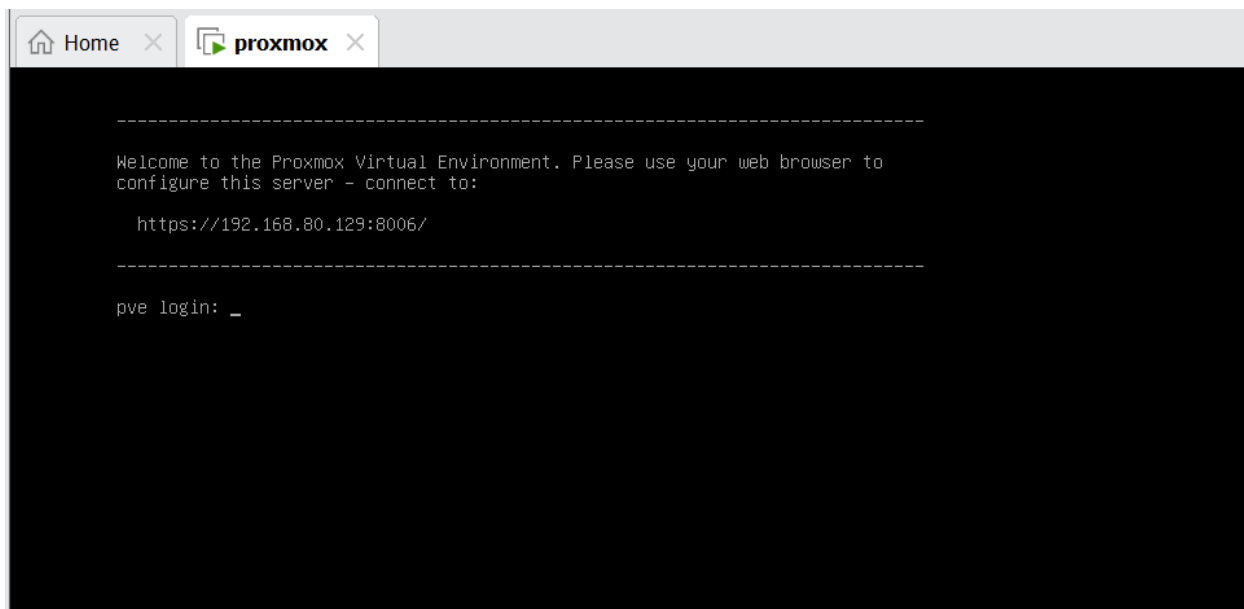 Home
proxmox
--------------------------------------------------------------------------------
Welcome to the Proxmox Virtual Environment. Please use your web browser to
configure this server - connect to:
https://192.168.80.129:8006/
--------------------------------------------------------------------------------
pve login: _